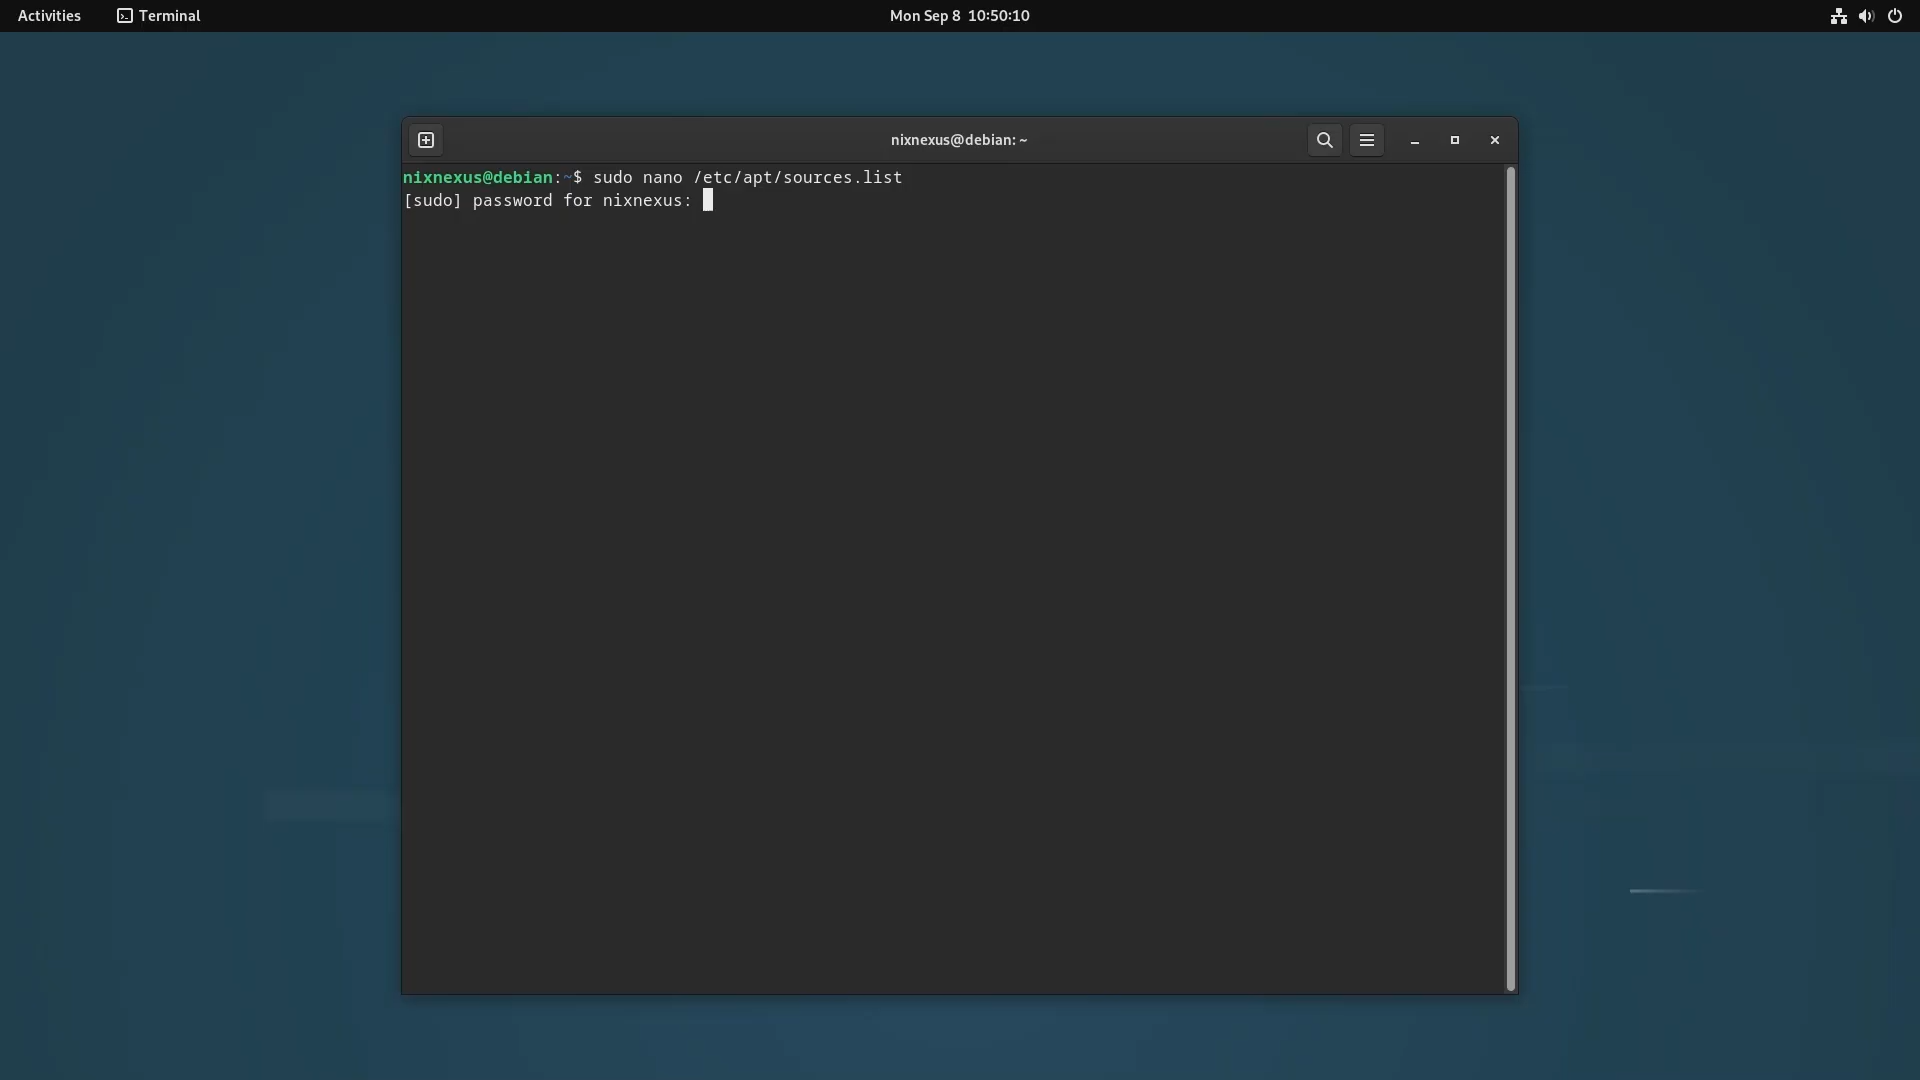 Activities Terminal Mon Sep 8 10:50:10
nixnexus@debian: ~
nixnexus@debian:~$ sudo nano /etc/apt/sources.list
[sudo] password for nixnexus: